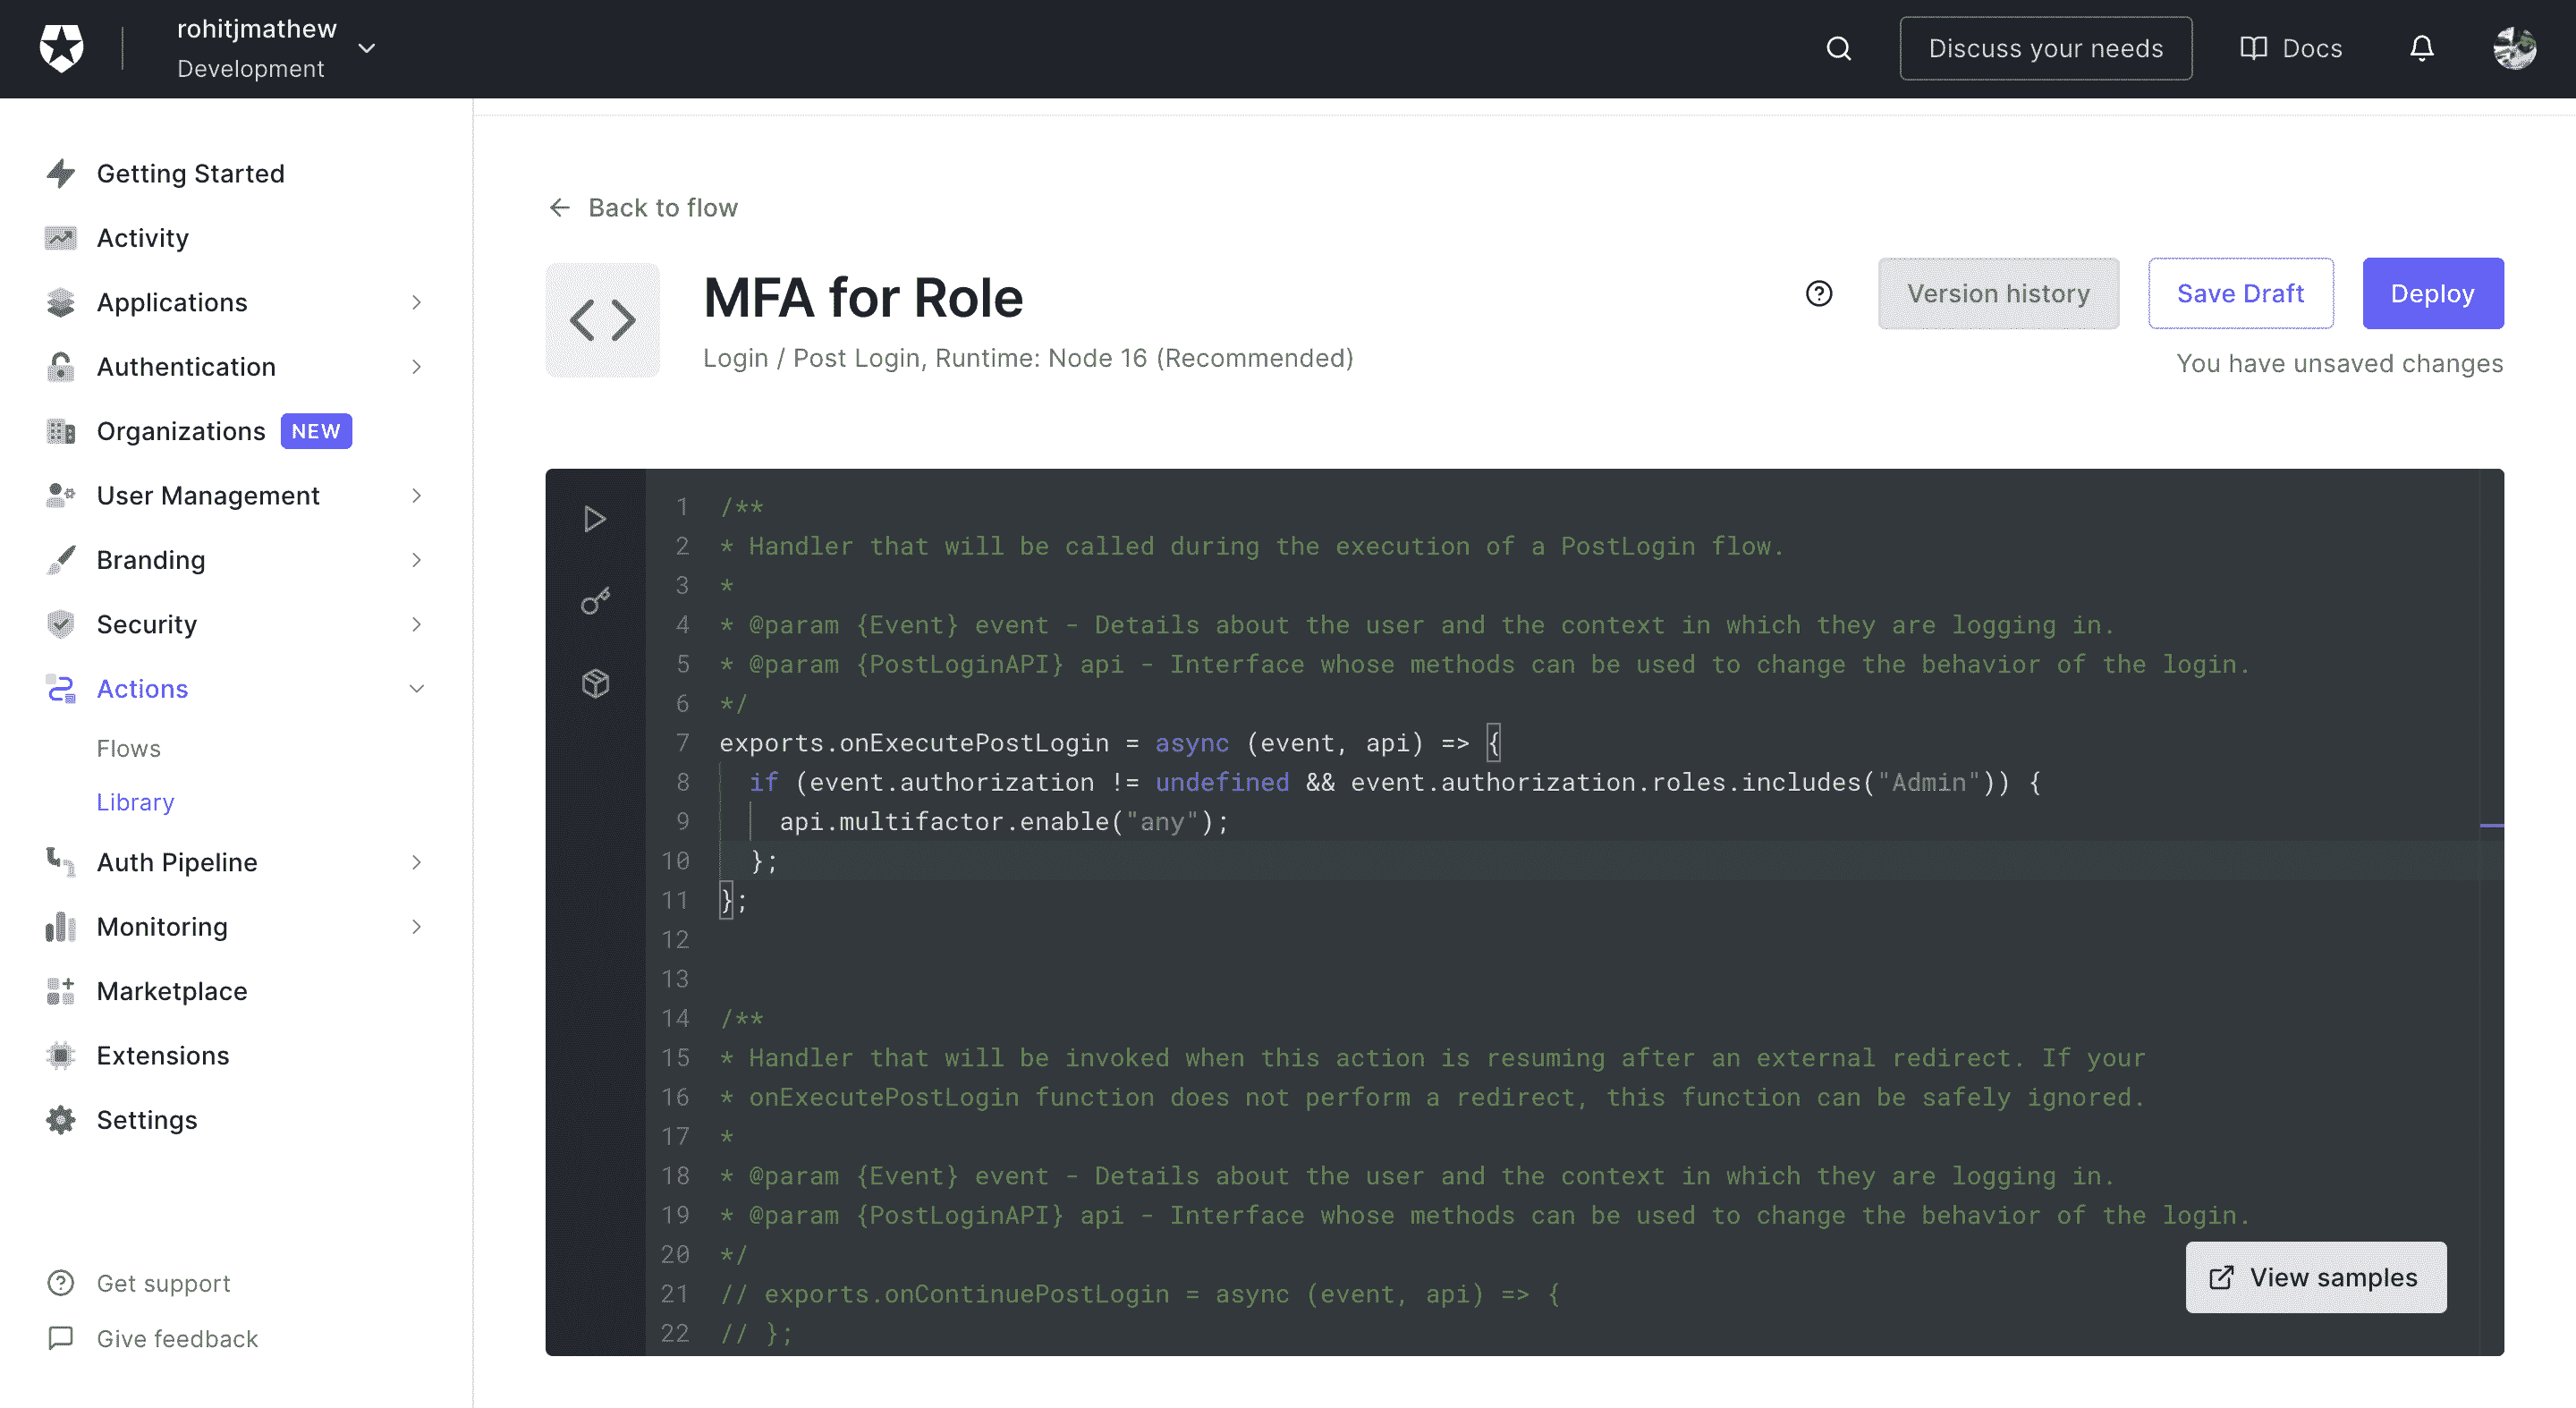 rohitjmathew
Development
Discuss your needs
Docs
Getting Started
Activity
Applications
Authentication
Organizations NEW
User Management
Branding
Security
Actions
Flows
Library
Auth Pipeline
Monitoring
Marketplace
Extensions
Settings
Get support
Give feedback
Back to flow
MFA for Role
Login / Post Login, Runtime: Node 16 (Recommended)
Version history
Save Draft
Deploy
You have unsaved changes
1 /**
2 * Handler that will be called during the execution of a PostLogin flow.
3 *
4 * @param {Event} event - Details about the user and the context in which they are logging in.
5 * @param {PostLoginAPI} api - Interface whose methods can be used to change the behavior of the login.
6 */
7 exports.onExecutePostLogin = async (event, api) => {
8   if (event.authorization != undefined && event.authorization.roles.includes("Admin")) {
9     api.multifactor.enable("any");
10   };
11 };
12
13
14 /**
15 * Handler that will be invoked when this action is resuming after an external redirect. If your
16 * onExecutePostLogin function does not perform a redirect, this function can be safely ignored.
17 *
18 * @param {Event} event - Details about the user and the context in which they are logging in.
19 * @param {PostLoginAPI} api - Interface whose methods can be used to change the behavior of the login.
20 */
21 // exports.onContinuePostLogin = async (event, api) => {
22 // };
View samples